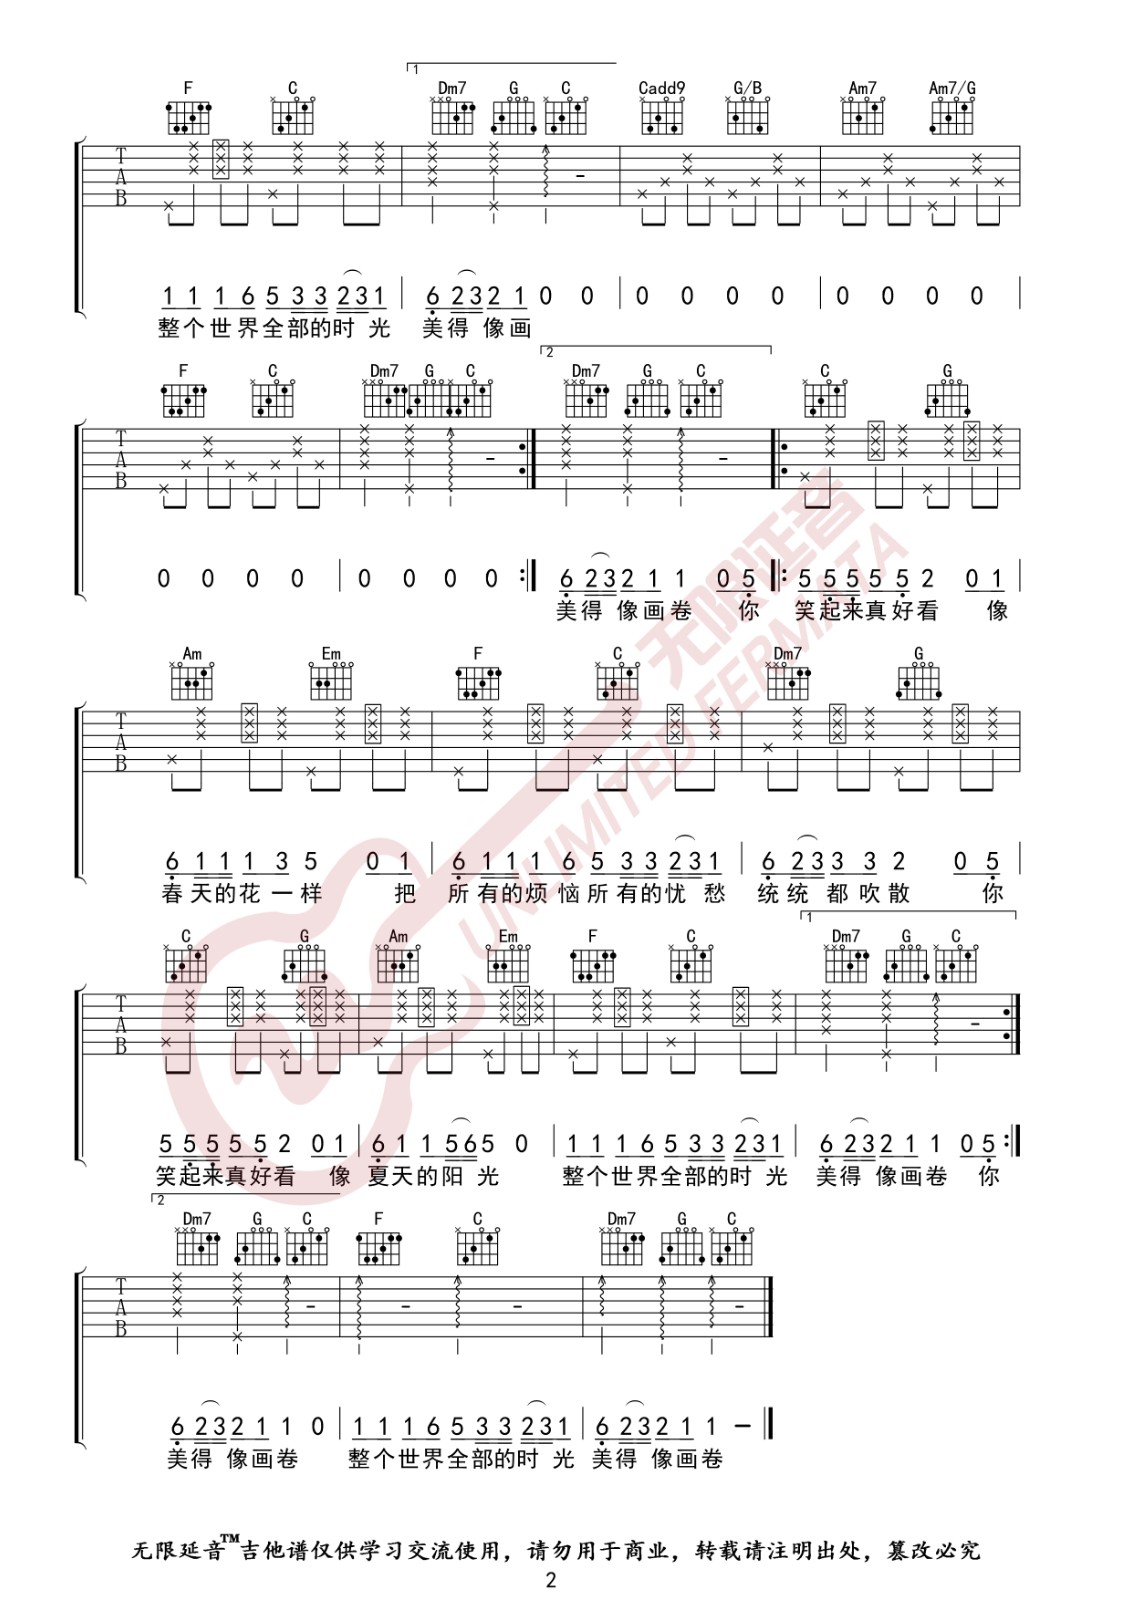 1
F C Dm7 G C Cadd9 G/B Am7 Am7/G
T A B
1 1 1 6 5 3 3 2 3 1 6 2 3 2 1 0 0 0 0 0 0 0 0 0 0
整个世界全部的时光 美得 像画
2
F C Dm7 G C Dm7 G C C G
T A B
0 0 0 0 0 0 0 0 6 2 3 2 1 1 0 5 5 5 5 5 5 2 0 1
美得 像画卷 你 笑起来真好看 像
Am Em F C Dm7 G
T A B
6 1 1 1 3 5 0 1 6 1 1 1 6 5 3 3 2 3 1 6 2 3 3 3 2 0 5
春天的花一样 把 所有的烦恼所有的忧愁 统统都吹散 你
1
C G Am Em F C Dm7 G C
T A B
5 5 5 5 5 2 0 1 6 1 1 5 6 5 0 1 1 1 6 5 3 3 2 3 1 6 2 3 2 1 1 0 5
笑起来真好看 像 夏天的阳光 整个世界全部的时光 美得 像画卷 你
2
Dm7 G C F C Dm7 G C
T A B
6 2 3 2 1 1 0 1 1 1 6 5 3 3 2 3 1 6 2 3 2 1 1 –
美得 像画卷 整个世界全部的时光 美得 像画卷
无限延音
UNLIMITED FERMATA
无限延音™吉他谱仅供学习交流使用，请勿用于商业，转载请注明出处，篡改必究
2